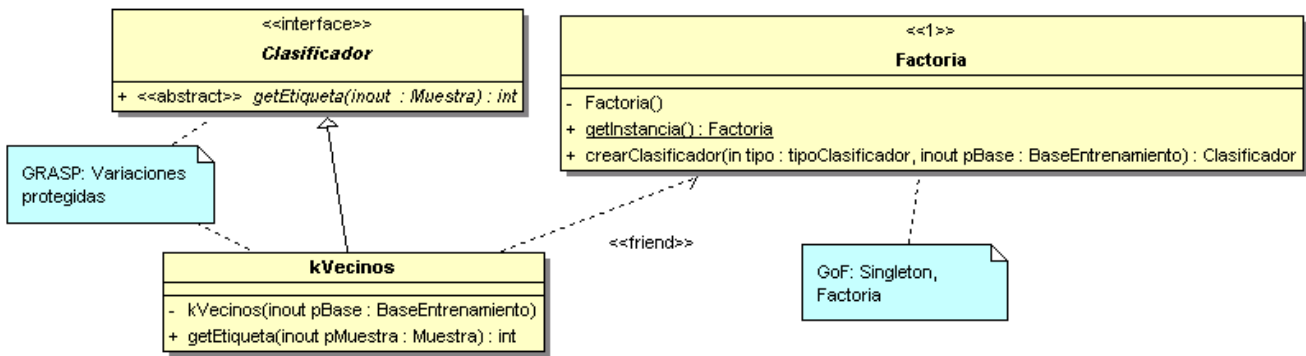 <<interface>>
Clasificador
+ <<abstract>> getEtiqueta(inout : Muestra) : int
<<1>>
Factoria
- Factoria()
+ getInstancia() : Factoria
+ crearClasificador(in tipo : tipoClasificador, inout pBase : BaseEntrenamiento) : Clasificador
GRASP: Variaciones
protegidas
<<friend>>
kVecinos
- kVecinos(inout pBase : BaseEntrenamiento)
+ getEtiqueta(inout pMuestra : Muestra) : int
GoF: Singleton,
Factoria